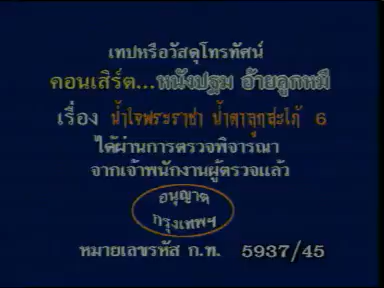 เทปหรือวัสดุโทรทัศน์
คอนเสิร์ต...หนังปฐม อ้ายลูกหมี
เรื่อง น้ำใจพระราชา น้ำตาลูกสะใภ้ 6
ได้ผ่านการตรวจพิจารณา
จากเจ้าพนักงานผู้ตรวจแล้ว
อนุญาต
กรุงเทพฯ
หมายเลขรหัส ก.ท. 5937/45